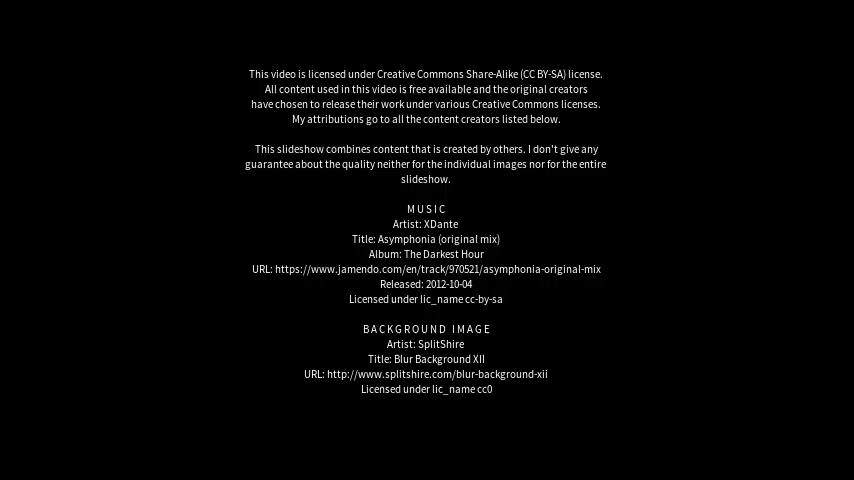 This video is licensed under Creative Commons Share-Alike (CC BY-SA) license.
All content used in this video is free available and the original creators
have chosen to release their work under various Creative Commons licenses.
My attributions go to all the content creators listed below.
This slideshow combines content that is created by others. I don't give any
guarantee about the quality neither for the individual images nor for the entire
slideshow.
MUSIC
Artist: XDante
Title: Asymphonia (original mix)
Album: The Darkest Hour
URL: https://www.jamendo.com/en/track/970521/asymphonia-original-mix
Released: 2012-10-04
Licensed under lic_name cc-by-sa
BACKGROUND IMAGE
Artist: SplitShire
Title: Blur Background XII
URL: http://www.splitshire.com/blur-background-xii
Licensed under lic_name cc0